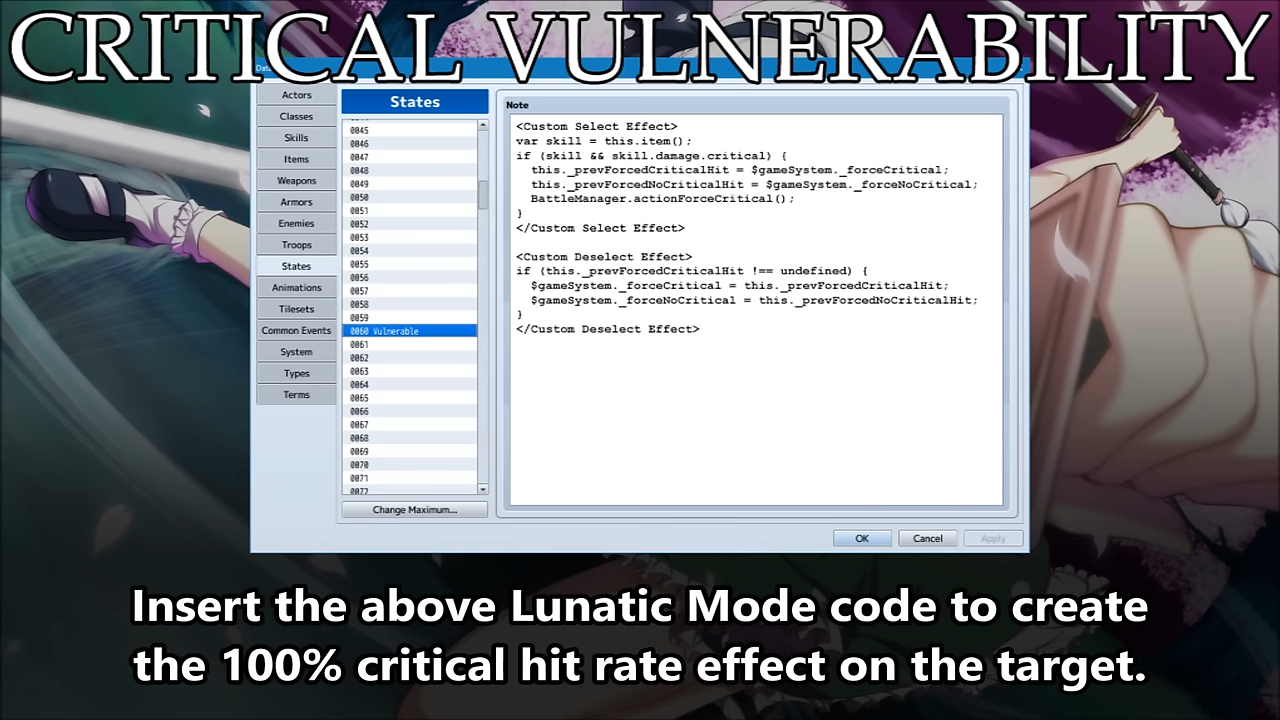 CRITICAL VULNERABILITY
Actors
Classes
Skills
Items
Weapons
Armors
Enemies
Troops
States
Animations
Tilesets
Common Events
System
Types
Terms
States
0045
0046
0047
0048
0049
0050
0051
0052
0053
0054
0055
0056
0057
0058
0059
0060 Vulnerable
0061
0062
0063
0064
0065
0066
0067
0068
0069
0070
0071
0072
Change Maximum...
Note
<Custom Select Effect>
var skill = this.item();
if (skill && skill.damage.critical) {
  this._prevForcedCriticalHit = $gameSystem._forceCritical;
  this._prevForcedNoCriticalHit = $gameSystem._forceNoCritical;
  BattleManager.actionForceCritical();
}
</Custom Select Effect>
<Custom Deselect Effect>
if (this._prevForcedCriticalHit !== undefined) {
  $gameSystem._forceCritical = this._prevForcedCriticalHit;
  $gameSystem._forceNoCritical = this._prevForcedNoCriticalHit;
}
</Custom Deselect Effect>
OK
Cancel
Apply
Insert the above Lunatic Mode code to create
the 100% critical hit rate effect on the target.